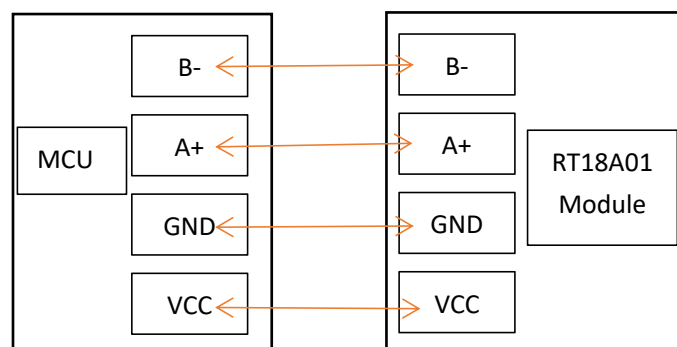 B-
B-
MCU
A+
A+
RT18A01
Module
GND
GND
VCC
VCC